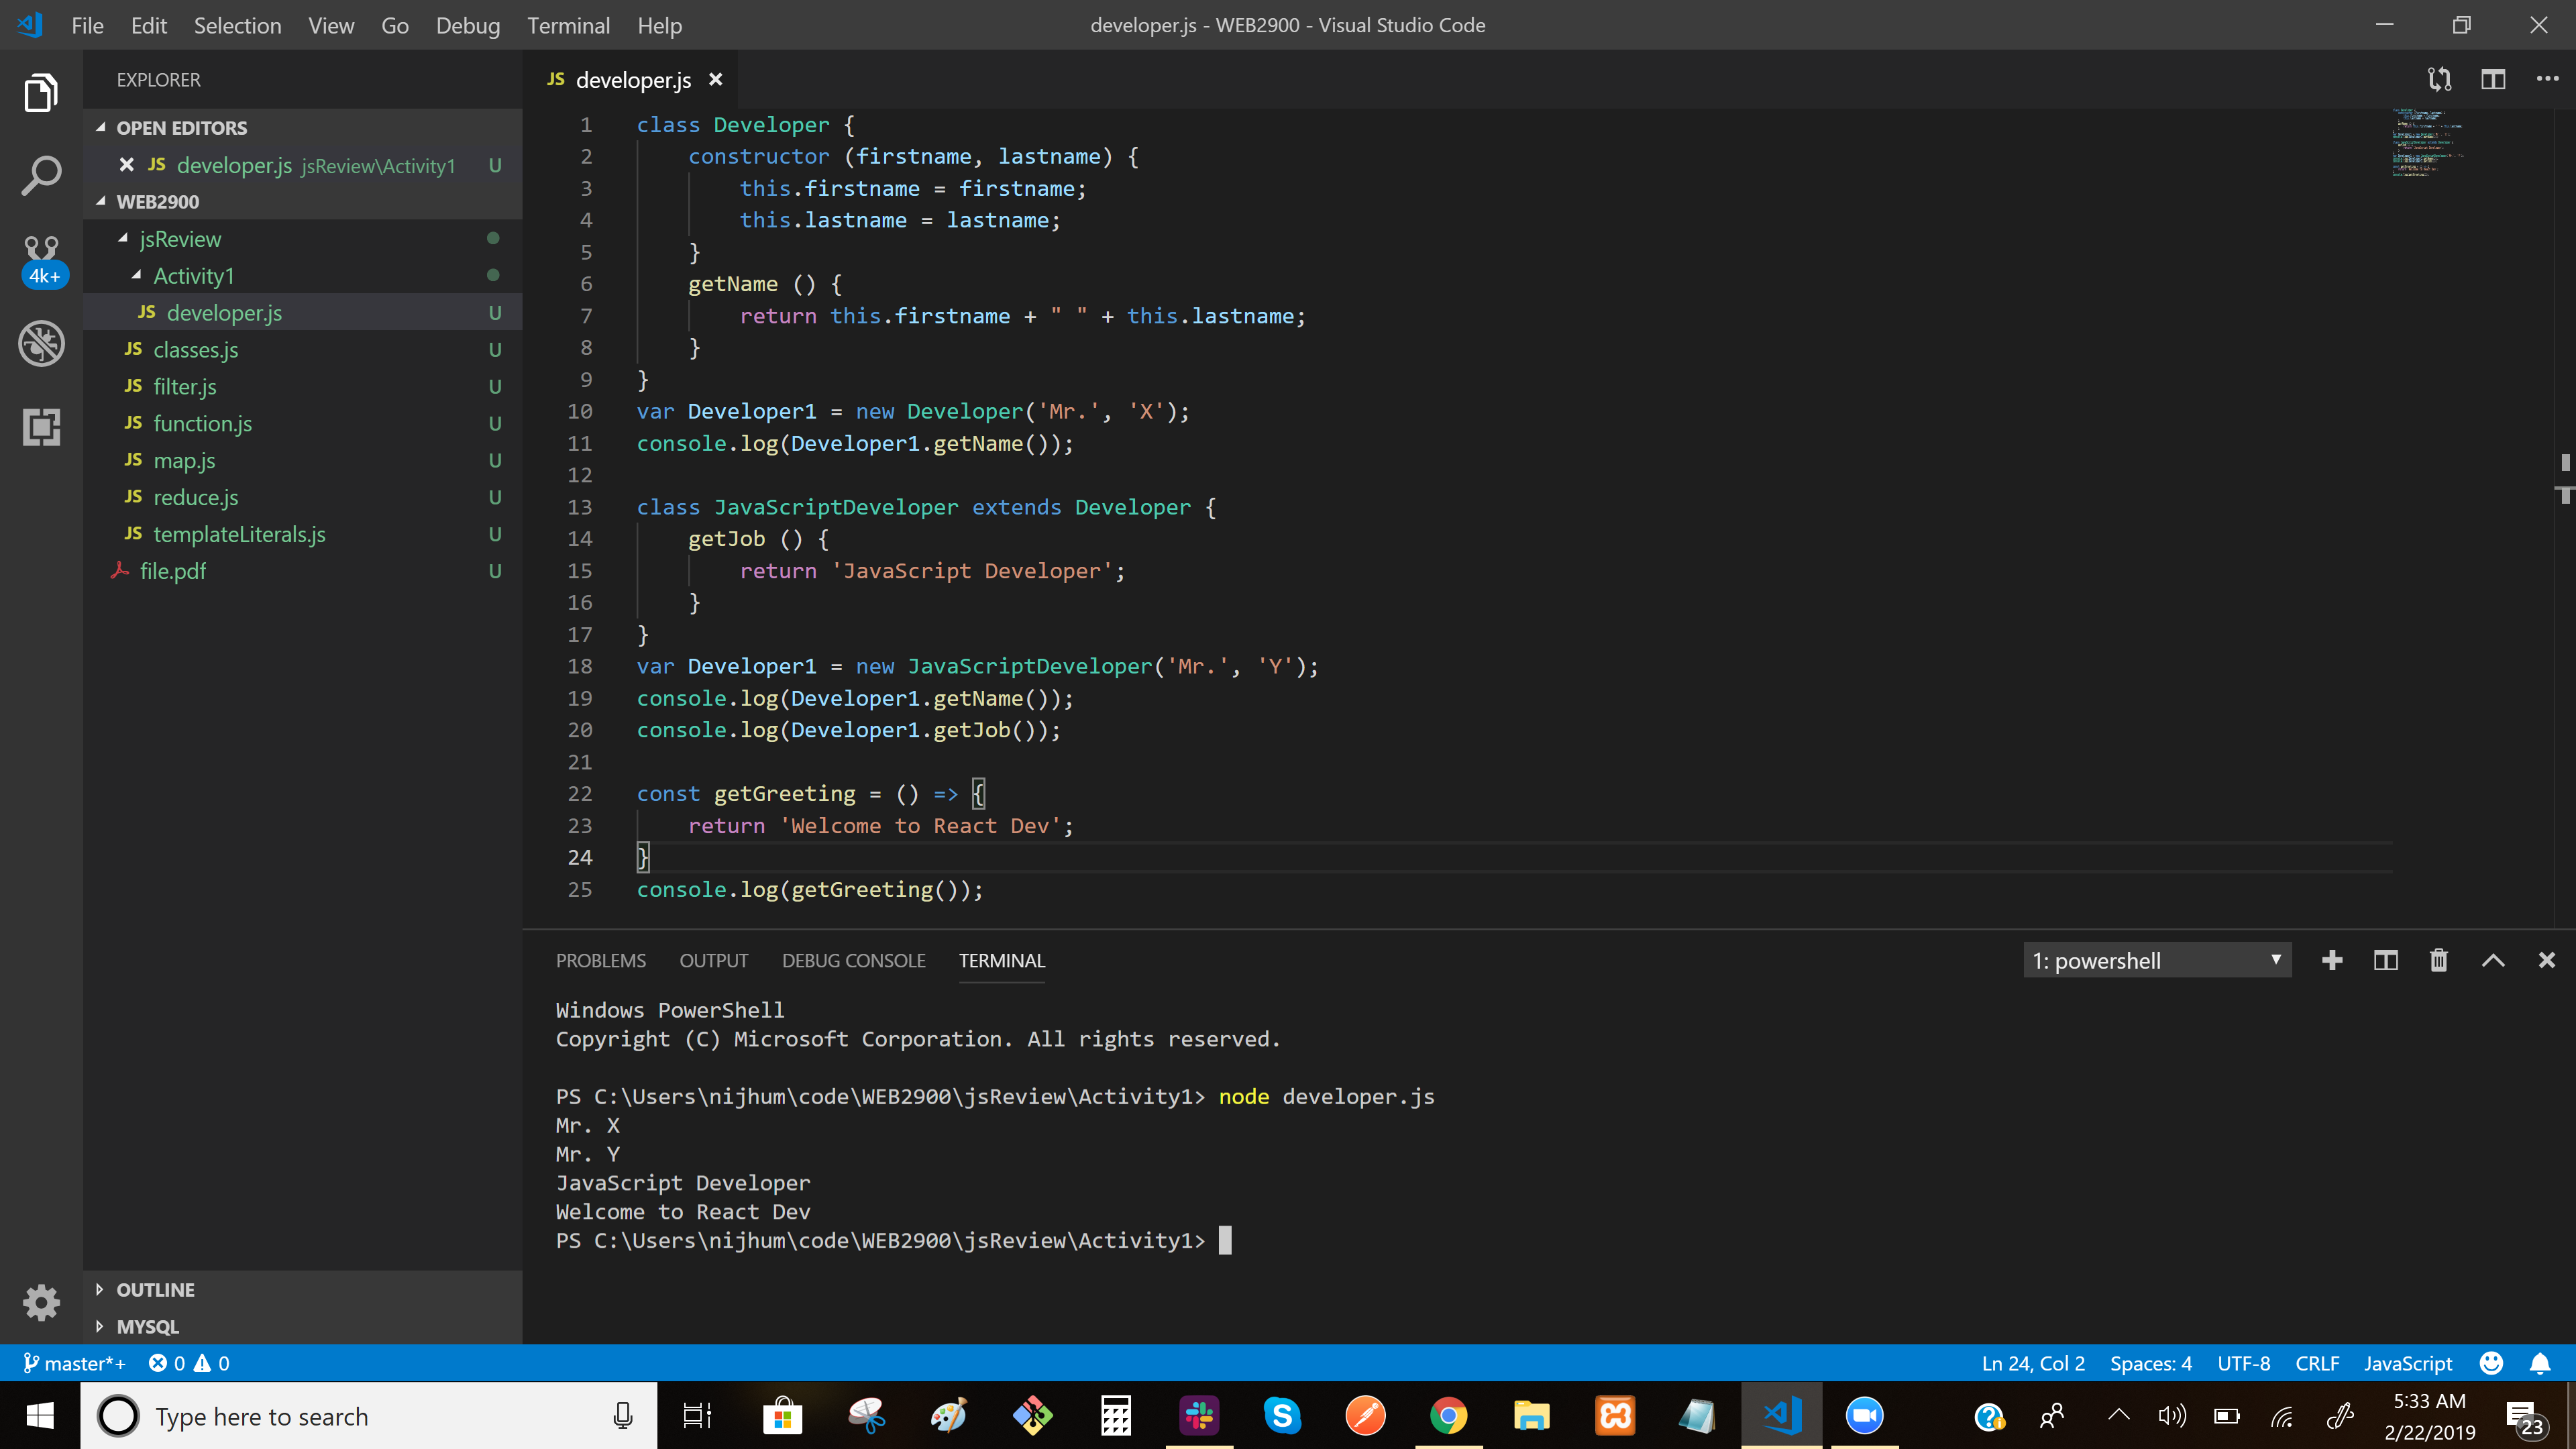 File Edit Selection View Go Debug Terminal Help
developer.js - WEB2900 - Visual Studio Code
EXPLORER
OPEN EDITORS
JS developer.js jsReview\Activity1 U
WEB2900
jsReview
Activity1
JS developer.js U
JS classes.js U
JS filter.js U
JS function.js U
JS map.js U
JS reduce.js U
JS templateLiterals.js U
file.pdf U
OUTLINE
MYSQL
4k+
JS developer.js
1 class Developer {
2 constructor (firstname, lastname) {
3 this.firstname = firstname;
4 this.lastname = lastname;
5 }
6 getName () {
7 return this.firstname + " " + this.lastname;
8 }
9 }
10 var Developer1 = new Developer('Mr.', 'X');
11 console.log(Developer1.getName());
12
13 class JavaScriptDeveloper extends Developer {
14 getJob () {
15 return 'JavaScript Developer';
16 }
17 }
18 var Developer1 = new JavaScriptDeveloper('Mr.', 'Y');
19 console.log(Developer1.getName());
20 console.log(Developer1.getJob());
21
22 const getGreeting = () => {
23 return 'Welcome to React Dev';
24 }
25 console.log(getGreeting());
PROBLEMS OUTPUT DEBUG CONSOLE TERMINAL
1: powershell
Windows PowerShell
Copyright (C) Microsoft Corporation. All rights reserved.
PS C:\Users\nijhum\code\WEB2900\jsReview\Activity1> node developer.js
Mr. X
Mr. Y
JavaScript Developer
Welcome to React Dev
PS C:\Users\nijhum\code\WEB2900\jsReview\Activity1>
master*+ 0 0
Ln 24, Col 2 Spaces: 4 UTF-8 CRLF JavaScript
Type here to search
5:33 AM
2/22/2019
23